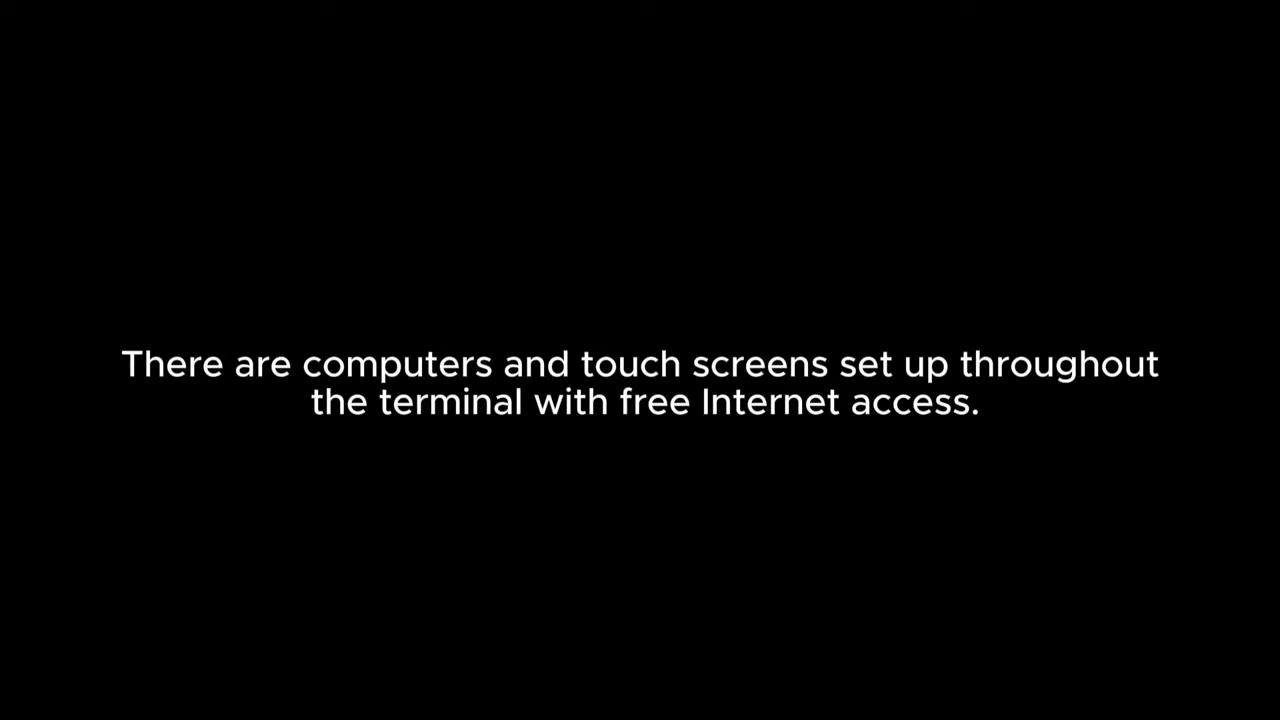 There are computers and touch screens set up throughout
the terminal with free Internet access.